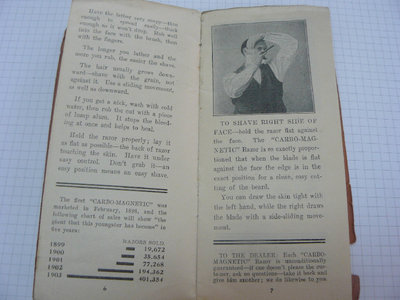 Have the lather very soapy—thin
enough to spread easily—thick
enough so it won't drop. Rub well
into the face with the brush, then
with the fingers.
The longer you lather and the
more you rub, the easier the shave.
The hair usually grows down-
ward—shave with the grain, not
against it. Use a sliding movement,
as well as downward.
If you get a nick, wash with cold
water, then rub the cut with a piece
of lump alum. It stops the bleed-
ing at once and helps to heal.
Hold the razor properly; lay it
as flat as possible—the back of razor
touching the skin. Have it under
easy control. Don't grab it—an
easy position means an easy shave.
The first "CARBO-MAGNETIC" was
marketed in February, 1899, and the
following chart of sales will show "the
giant that this youngster has become" in
five years:
RAZORS SOLD.
1899 19,672
1900 38,654
1901 77,268
1902 194,362
1903 401,354
6
TO SHAVE RIGHT SIDE OF
FACE—hold the razor flat against
the face. The "CARBO-MAG-
NETIC" Razor is so exactly propor-
tioned that when the blade is flat
against the face the edge is in the
exact position for a close, easy cut-
ting of the beard.
You can draw the skin tight with
the left hand, while the right draws
the blade with a side-sliding move-
ment.
TO THE DEALER: Each "CARBO-
MAGNETIC" Razor is unconditionally
guaranteed—if one doesn't please the cus-
tomer, ask no questions—take it back and
give him another; we do likewise to you
7